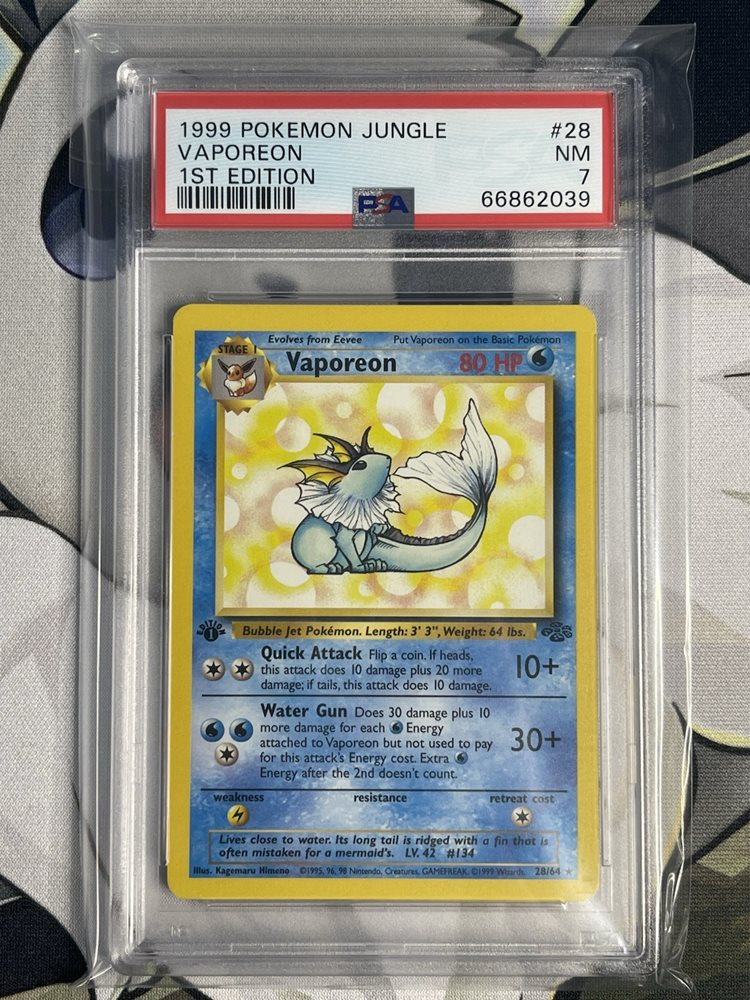 1999 POKEMON JUNGLE #28
VAPOREON NM
1ST EDITION 7
PSA 66862039
Evolves from Eevee Put Vaporeon on the Basic Pokémon
STAGE 1
Vaporeon 80 HP
EDITION 1
Bubble Jet Pokémon. Length: 3' 3", Weight: 64 lbs.
Quick Attack Flip a coin. If heads,
this attack does 10 damage plus 20 more
damage; if tails, this attack does 10 damage.
10+
Water Gun Does 30 damage plus 10
more damage for each Energy
attached to Vaporeon but not used to pay
for this attack's Energy cost. Extra
Energy after the 2nd doesn't count.
30+
weakness resistance retreat cost
Lives close to water. Its long tail is ridged with a fin that is
often mistaken for a mermaid's. LV. 42 #134
Illus. Kagemaru Himeno ©1995, 96, 98 Nintendo, Creatures, GAMEFREAK. ©1999 Wizards. 28/64 ★